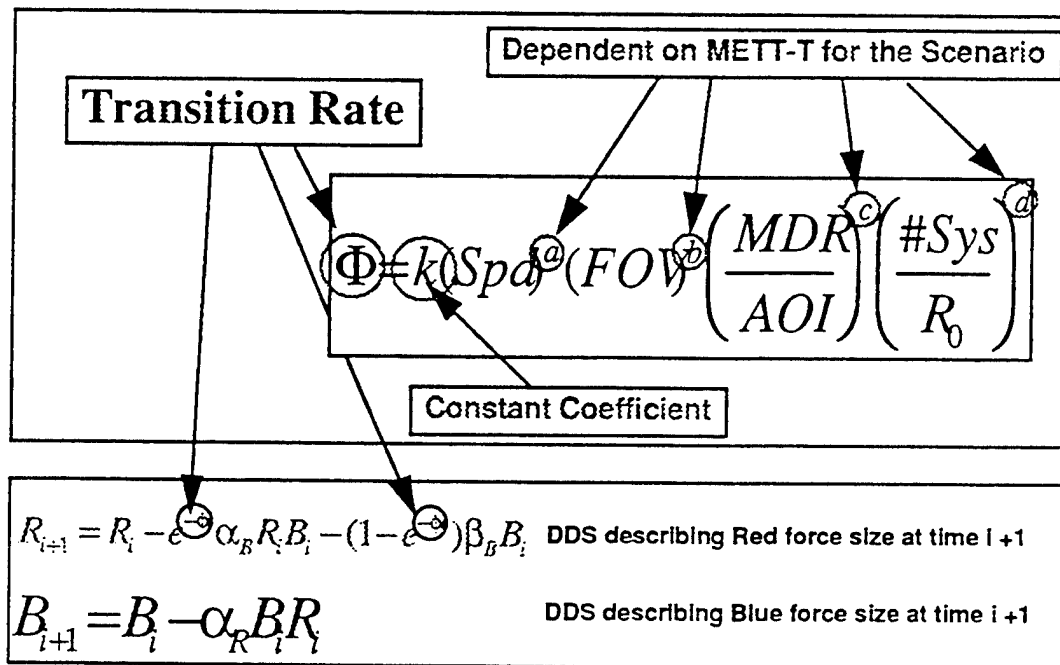 Dependent on METT-T for the Scenario
Transition Rate
Φ = k(Spd)^a (FOV)^b (MDR/AOI)^c (#Sys/R_0)^d
Constant Coefficient
R_{i+1} = R_i − e^{−Φ} α_B R_i B_i − (1−e^{−Φ})β_B B_i DDS describing Red force size at time i +1
B_{i+1} = B_i − α_R B_i R_i DDS describing Blue force size at time i +1